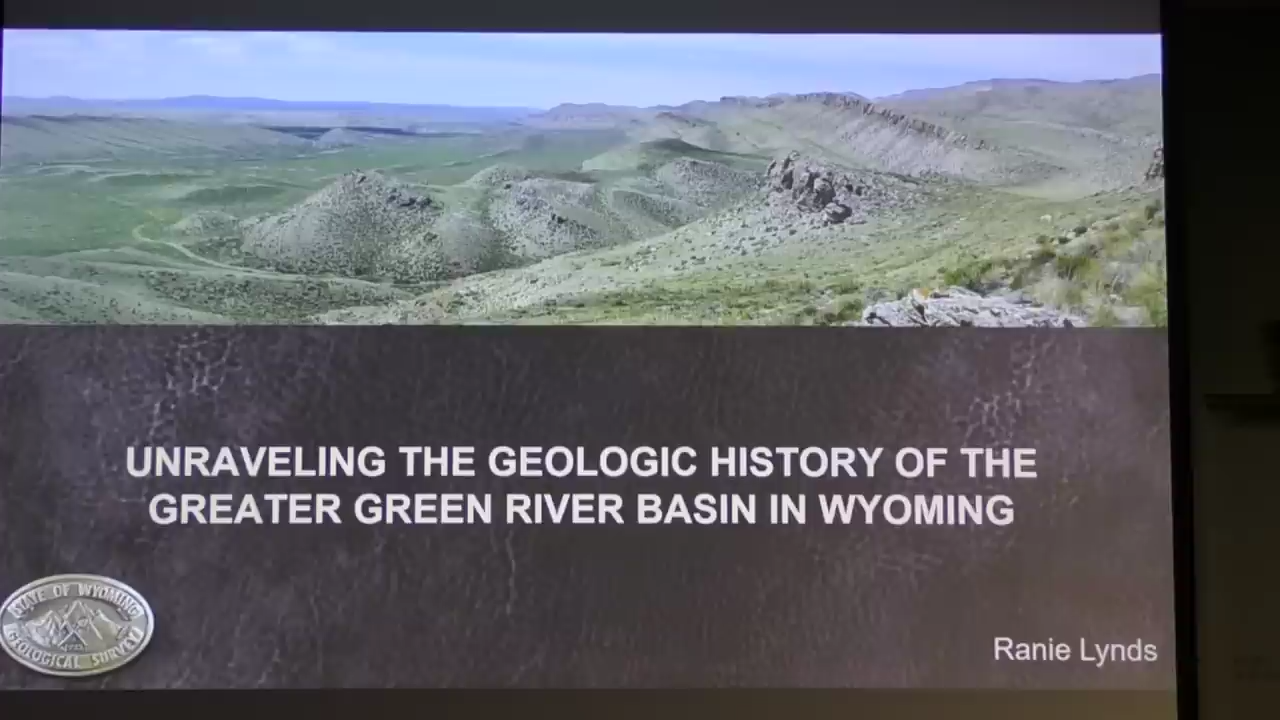 UNRAVELING THE GEOLOGIC HISTORY OF THE
GREATER GREEN RIVER BASIN IN WYOMING
STATE OF WYOMING
GEOLOGICAL SURVEY
Ranie Lynds